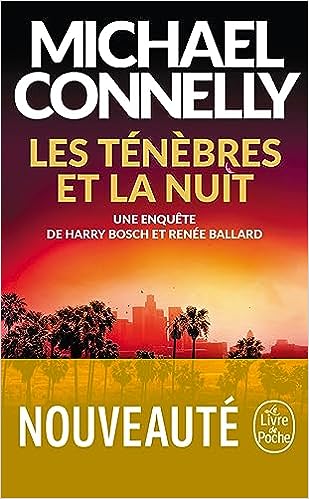 MICHAEL
CONNELLY
LES TÉNÈBRES
ET LA NUIT
UNE ENQUÊTE
DE HARRY BOSCH ET RENÉE BALLARD
NOUVEAUTÉ
Le
Livre
de
Poche